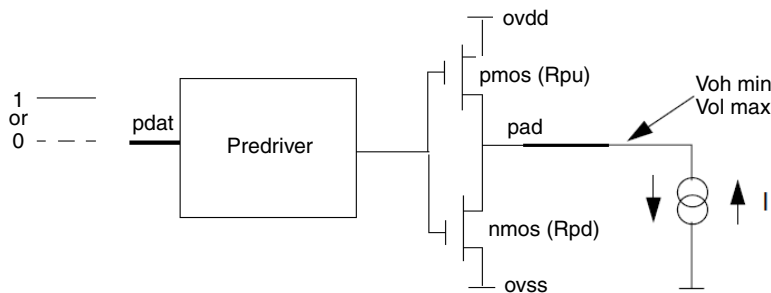 ovdd
pmos (Rpu)
Voh min
Vol max
1
or
0
pdat
Predriver
pad
nmos (Rpd)
I
ovss